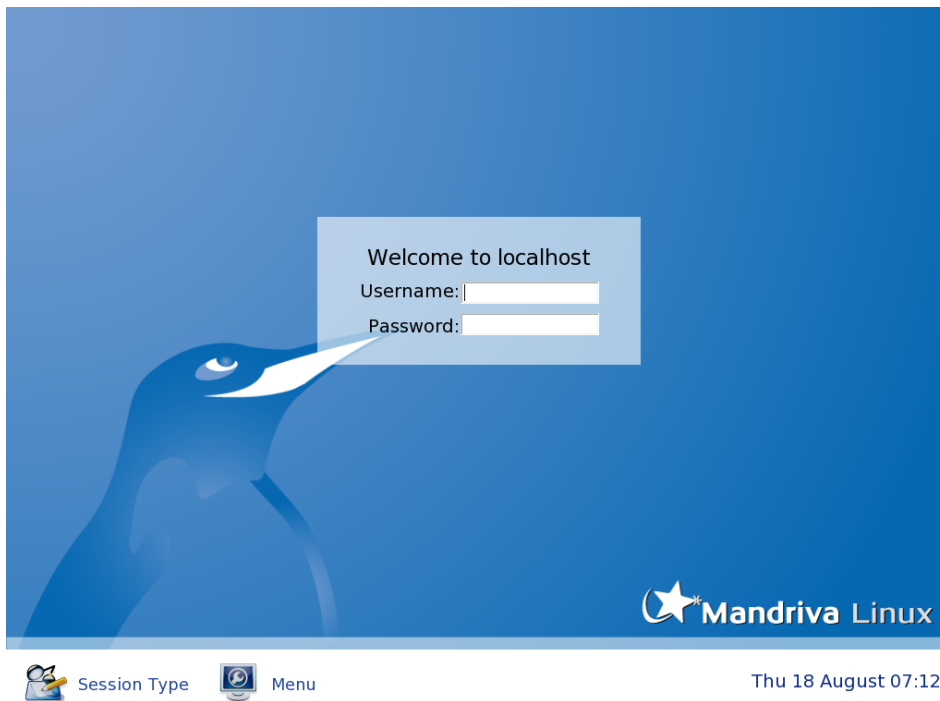 Welcome to localhost
Username:
Password:
Mandriva Linux
Session Type
Menu
Thu 18 August 07:12